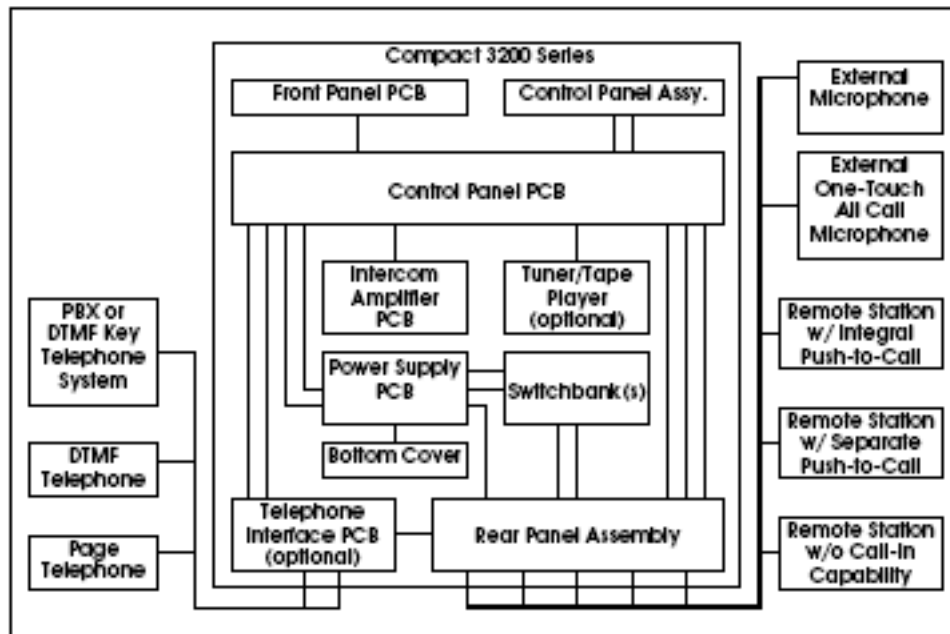 Compact 3200 Series
Front Panel PCB
Control Panel Assy.
Control Panel PCB
Intercom
Amplifier
PCB
Tuner/Tape
Player
(optional)
Power Supply
PCB
Switchbank(s)
Bottom Cover
Telephone
Interface PCB
(optional)
Rear Panel Assembly
PBX or
DTMF Key
Telephone
System
DTMF
Telephone
Page
Telephone
External
Microphone
External
One-Touch
All Call
Microphone
Remote Station
w/ Integral
Push-to-Call
Remote Station
w/ Separate
Push-to-Call
Remote Station
w/o Call-In
Capability